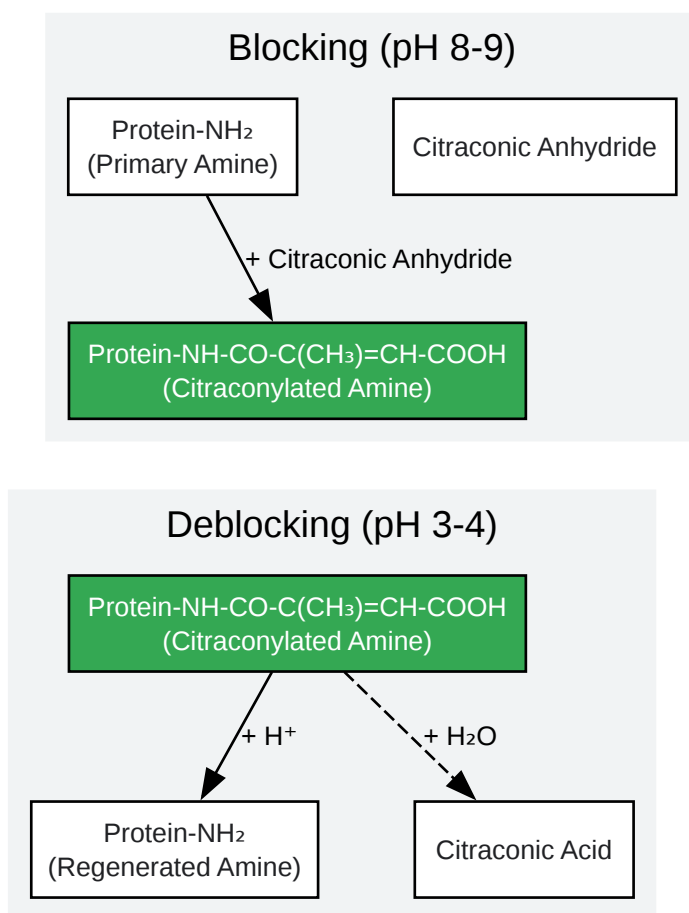 Blocking (pH 8-9)
Protein-NH₂
(Primary Amine)
Citraconic Anhydride
+ Citraconic Anhydride
Protein-NH-CO-C(CH₃)=CH-COOH
(Citraconylated Amine)
Deblocking (pH 3-4)
Protein-NH-CO-C(CH₃)=CH-COOH
(Citraconylated Amine)
+ H⁺
+ H₂O
Protein-NH₂
(Regenerated Amine)
Citraconic Acid